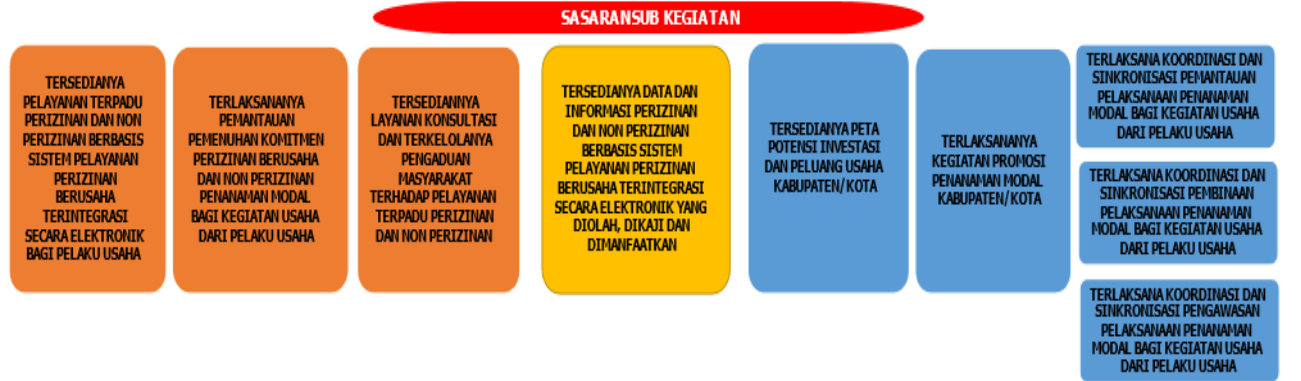 SASARANSUB KEGIATAN
TERSEDIANYA
PELAYANAN TERPADU
PERIZINAN DAN NON
PERIZINAN BERBASIS
SISTEM PELAYANAN
PERIZINAN
BERUSAHA
TERINTEGRASI
SECARA ELEKTRONIK
BAGI PELAKU USAHA
TERLAKSANANYA
PEMANTAUAN
PEMENUHAN KOMITMEN
PERIZINAN BERUSAHA
DAN NON PERIZINAN
PENANAMAN MODAL
BAGI KEGIATAN USAHA
DARI PELAKU USAHA
TERSEDIANNYA
LAYANAN KONSULTASI
DAN TERKELOLANYA
PENGADUAN
MASYARAKAT
TERHADAP PELAYANAN
TERPADU PERIZINAN
DAN NON PERIZINAN
TERSEDIANYA DATA DAN
INFORMASI PERIZINAN
DAN NON PERIZINAN
BERBASIS SISTEM
PELAYANAN PERIZINAN
BERUSAHA TERINTEGRASI
SECARA ELEKTRONIK YANG
DIOLAH, DIKAJI DAN
DIMANFAATKAN
TERSEDIANYA PETA
POTENSI INVESTASI
DAN PELUANG USAHA
KABUPATEN/KOTA
TERLAKSANANYA
KEGIATAN PROMOSI
PENANAMAN MODAL
KABUPATEN/KOTA
TERLAKSANA KOORDINASI DAN
SINKRONISASI PEMANTAUAN
PELAKSANAAN PENANAMAN
MODAL BAGI KEGIATAN USAHA
DARI PELAKU USAHA
TERLAKSANA KOORDINASI DAN
SINKRONISASI PEMBINAAN
PELAKSANAAN PENANAMAN
MODAL BAGI KEGIATAN USAHA
DARI PELAKU USAHA
TERLAKSANA KOORDINASI DAN
SINKRONISASI PENGAWASAN
PELAKSANAAN PENANAMAN
MODAL BAGI KEGIATAN USAHA
DARI PELAKU USAHA